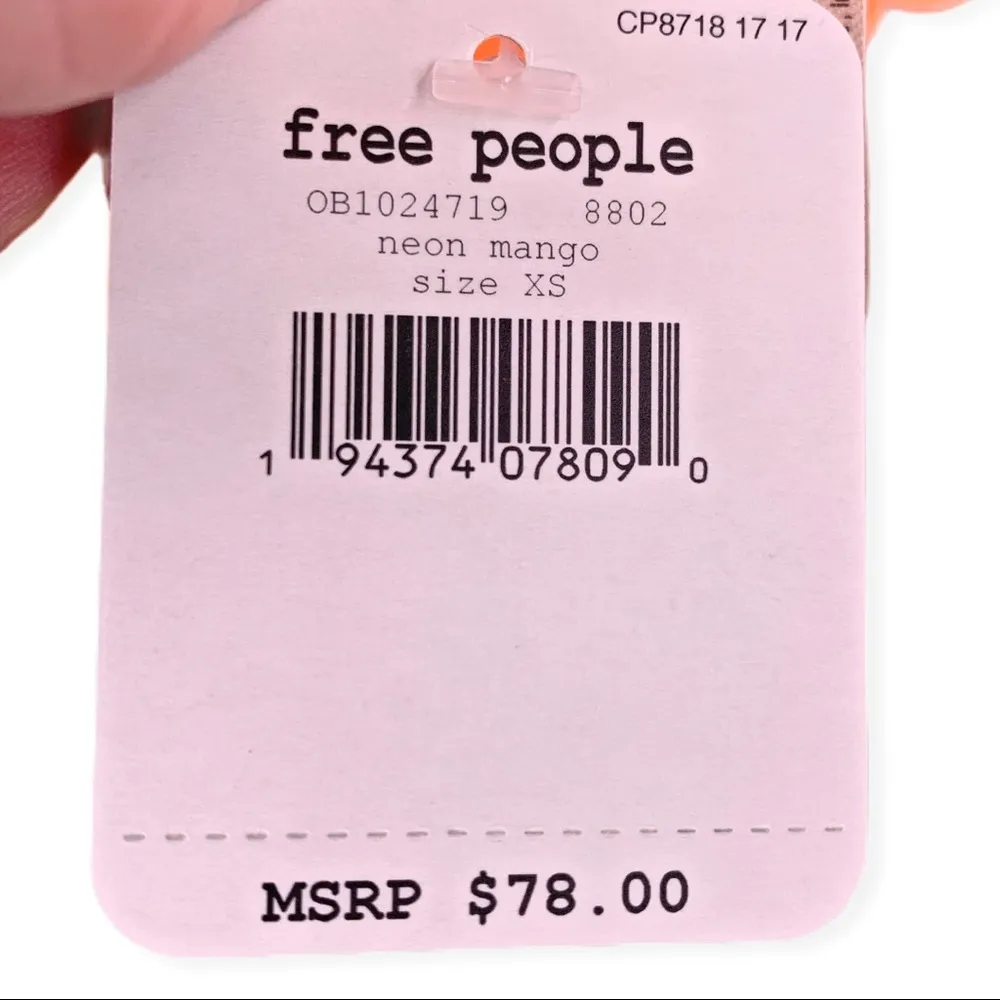 CP8718 17 17
free people
OB1024719 8802
neon mango
size XS
1 94374 07809 0
MSRP $78.00